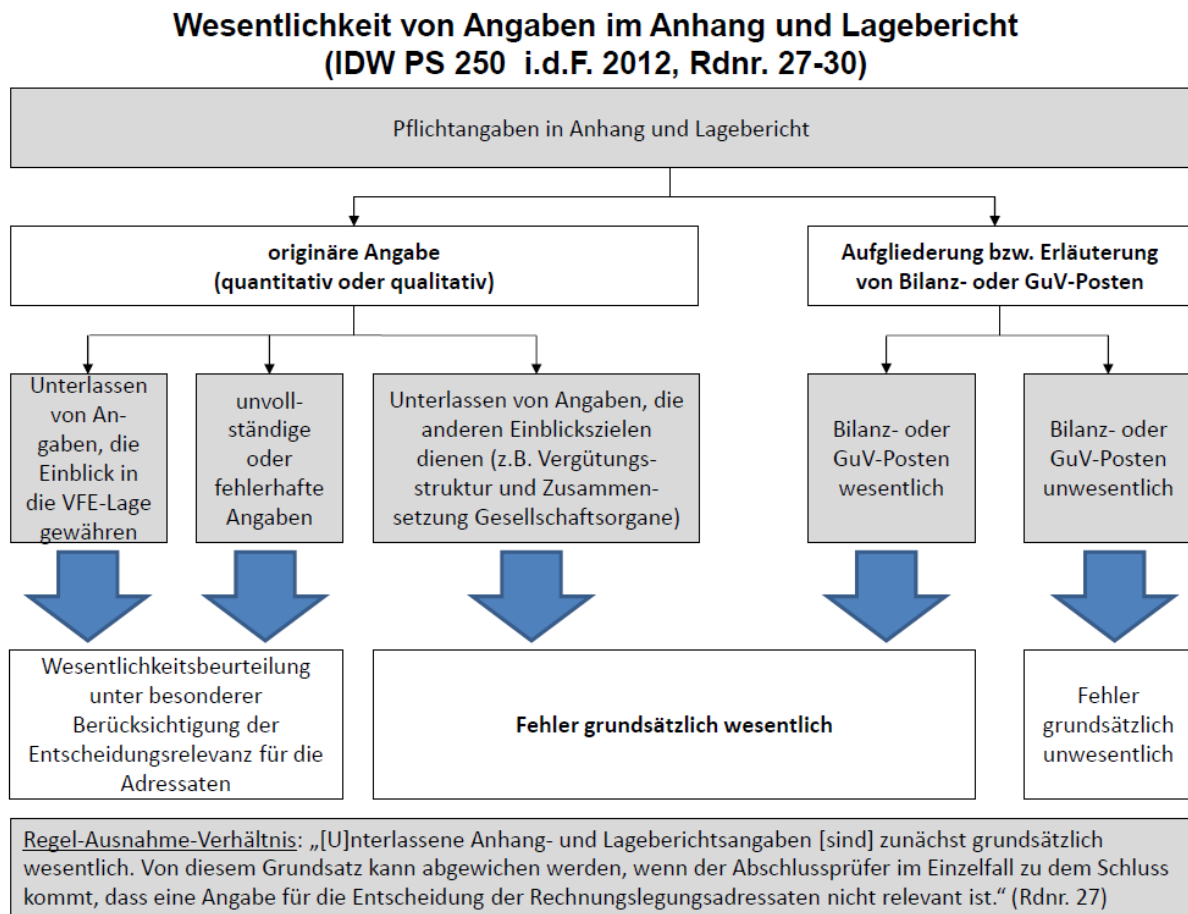 Wesentlichkeit von Angaben im Anhang und Lagebericht
(IDW PS 250 i.d.F. 2012, Rdnr. 27-30)
Pflichtangaben in Anhang und Lagebericht
originäre Angabe
(quantitativ oder qualitativ)
Aufgliederung bzw. Erläuterung
von Bilanz- oder GuV-Posten
Unterlassen
von An-
gaben, die
Einblick in
die VFE-Lage
gewähren
unvoll-
ständige
oder
fehlerhafte
Angaben
Unterlassen von Angaben, die
anderen Einblickszielen
dienen (z.B. Vergütungs-
struktur und Zusammen-
setzung Gesellschaftsorgane)
Bilanz- oder
GuV-Posten
wesentlich
Bilanz- oder
GuV-Posten
unwesentlich
Wesentlichkeitsbeurteilung
unter besonderer
Berücksichtigung der
Entscheidungsrelevanz für die
Adressaten
Fehler grundsätzlich wesentlich
Fehler
grundsätzlich
unwesentlich
Regel-Ausnahme-Verhältnis: „[U]nterlassene Anhang- und Lageberichtsangaben [sind] zunächst grundsätzlich
wesentlich. Von diesem Grundsatz kann abgewichen werden, wenn der Abschlussprüfer im Einzelfall zu dem Schluss
kommt, dass eine Angabe für die Entscheidung der Rechnungslegungsadressaten nicht relevant ist.“ (Rdnr. 27)